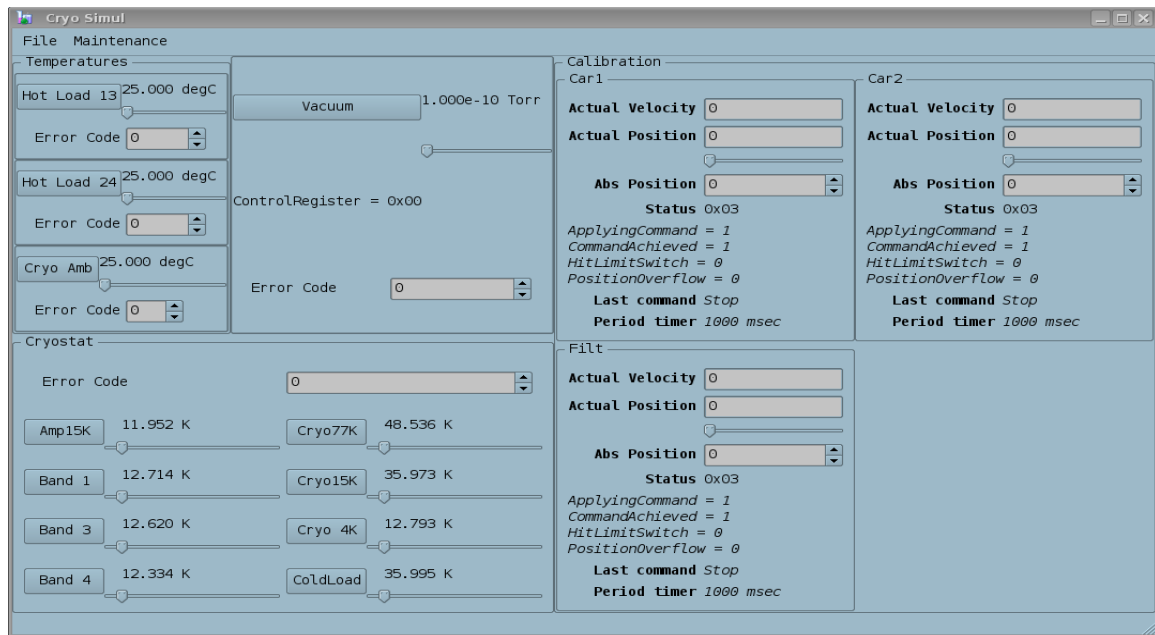 Cryo Simul
File Maintenance
Temperatures
Hot Load 13 25.000 degC
Error Code 0
Hot Load 24 25.000 degC
Error Code 0
Cryo Amb 25.000 degC
Error Code 0
Vacuum 1.000e-10 Torr
ControlRegister = 0x00
Error Code 0
Cryostat
Error Code 0
Amp15K 11.952 K Cryo77K 48.536 K
Band 1 12.714 K Cryo15K 35.973 K
Band 3 12.620 K Cryo 4K 12.793 K
Band 4 12.334 K ColdLoad 35.995 K
Calibration
Car1
Actual Velocity 0
Actual Position 0
Abs Position 0
Status 0x03
ApplyingCommand = 1
CommandAchieved = 1
HitLimitSwitch = 0
PositionOverflow = 0
Last command Stop
Period timer 1000 msec
Car2
Actual Velocity 0
Actual Position 0
Abs Position 0
Status 0x03
ApplyingCommand = 1
CommandAchieved = 1
HitLimitSwitch = 0
PositionOverflow = 0
Last command Stop
Period timer 1000 msec
Filt
Actual Velocity 0
Actual Position 0
Abs Position 0
Status 0x03
ApplyingCommand = 1
CommandAchieved = 1
HitLimitSwitch = 0
PositionOverflow = 0
Last command Stop
Period timer 1000 msec